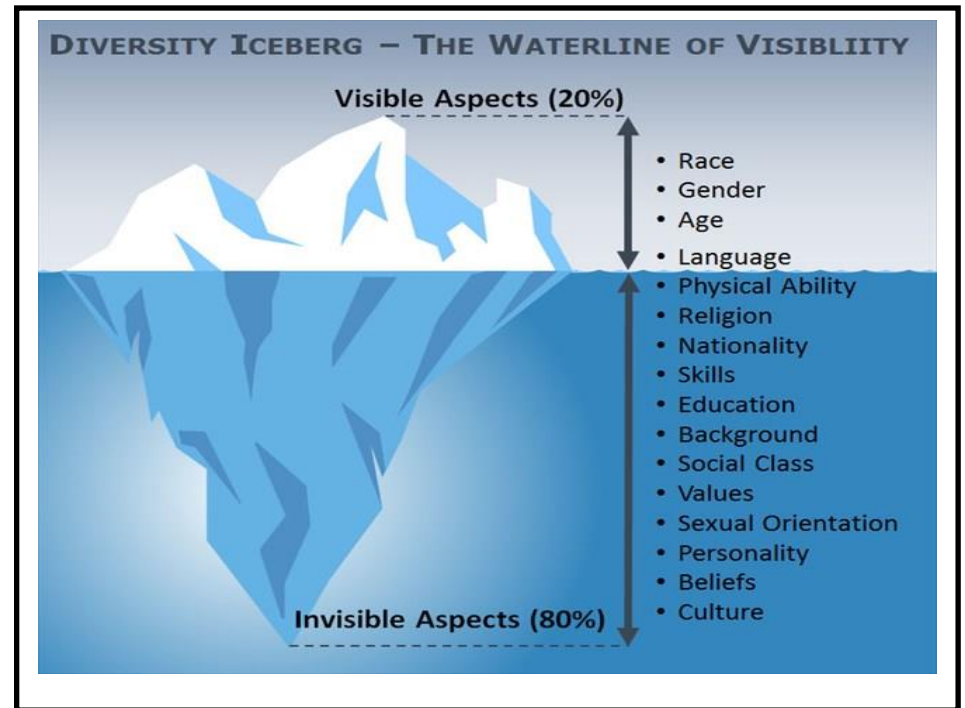 DIVERSITY ICEBERG – THE WATERLINE OF VISIBLIITY
Visible Aspects (20%)
• Race
• Gender
• Age
• Language
• Physical Ability
• Religion
• Nationality
• Skills
• Education
• Background
• Social Class
• Values
• Sexual Orientation
• Personality
• Beliefs
• Culture
Invisible Aspects (80%)